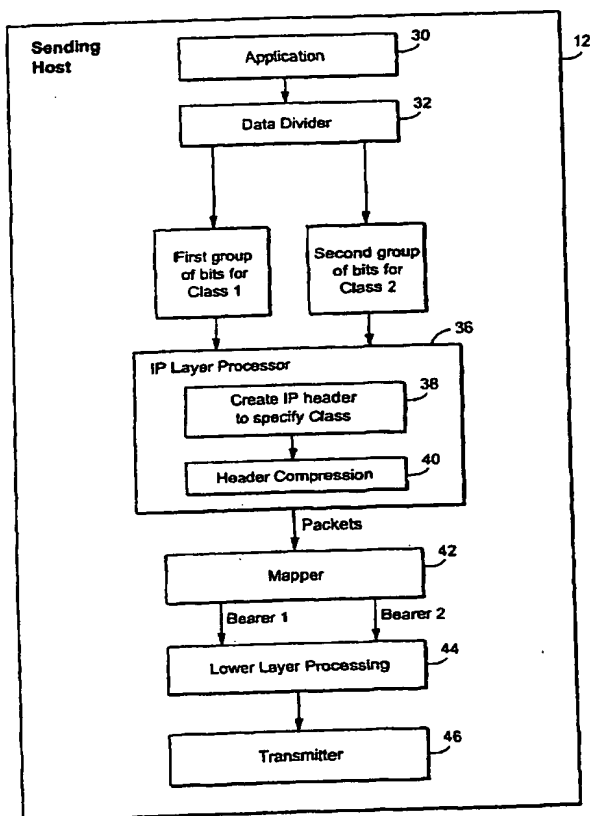 Sending
Host
12
Application
30
Data Divider
32
First group
of bits for
Class 1
Second group
of bits for
Class 2
36
IP Layer Processor
Create IP header
to specify Class
38
Header Compression
40
Packets
Mapper
42
Bearer 1
Bearer 2
Lower Layer Processing
44
Transmitter
46